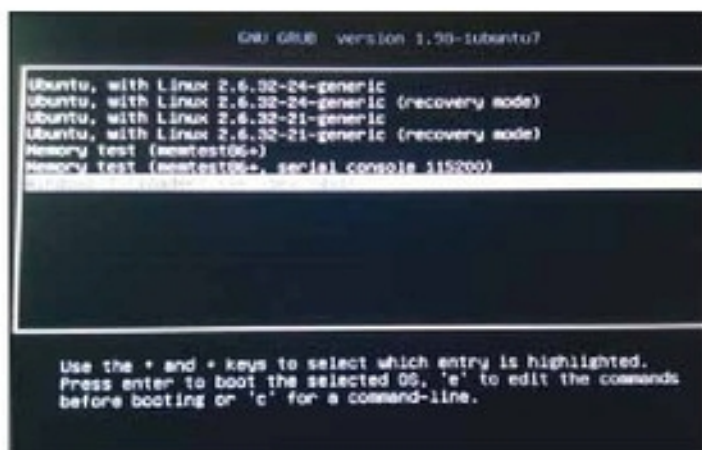 GNU GRUB version 1.98-1ubuntu7
Ubuntu, with Linux 2.6.32-24-generic
Ubuntu, with Linux 2.6.32-24-generic (recovery mode)
Ubuntu, with Linux 2.6.32-21-generic
Ubuntu, with Linux 2.6.32-21-generic (recovery mode)
Memory test (memtest86+)
Memory test (memtest86+, serial console 115200)
Use the and keys to select which entry is highlighted.
Press enter to boot the selected OS, 'e' to edit the commands
before booting or 'c' for a command-line.